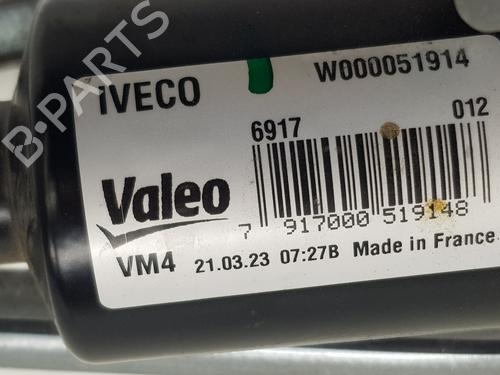 B-PARTS
IVECO
W000051914
6917
012
Valeo
7 917000 519148
VM4 21.03.23 07:27B Made in France